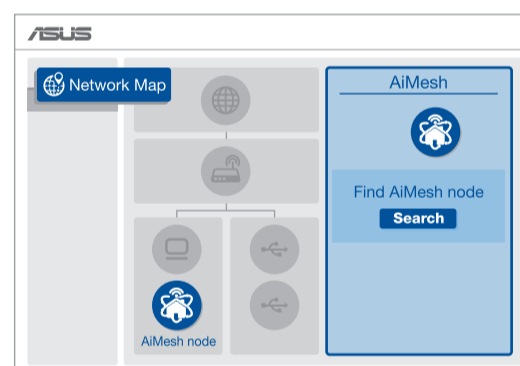 ASUS
Network Map
AiMesh
Find AiMesh node
Search
AiMesh node